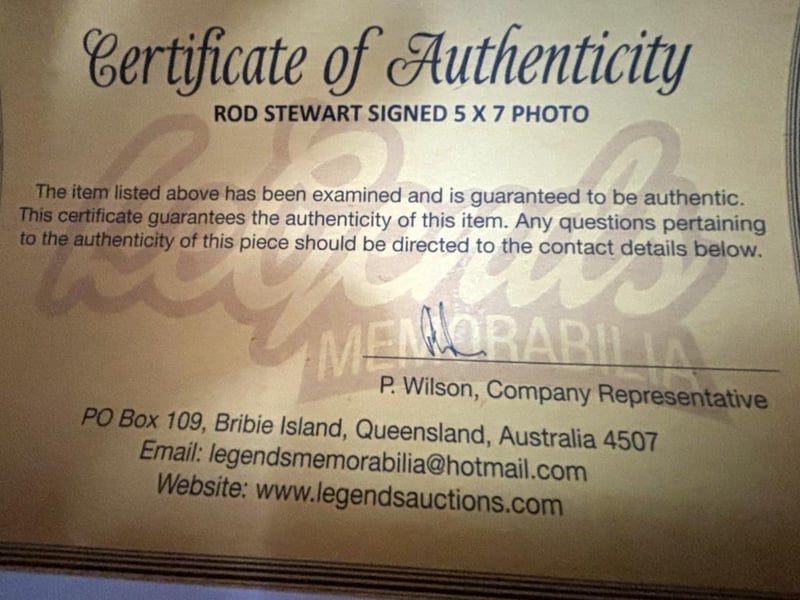 Certificate of Authenticity
ROD STEWART SIGNED 5 X 7 PHOTO
Legends
MEMORABILIA
The item listed above has been examined and is guaranteed to be authentic.
This certificate guarantees the authenticity of this item. Any questions pertaining
to the authenticity of this piece should be directed to the contact details below.
P. Wilson, Company Representative
PO Box 109, Bribie Island, Queensland, Australia 4507
Email: legendsmemorabilia@hotmail.com
Website: www.legendsauctions.com